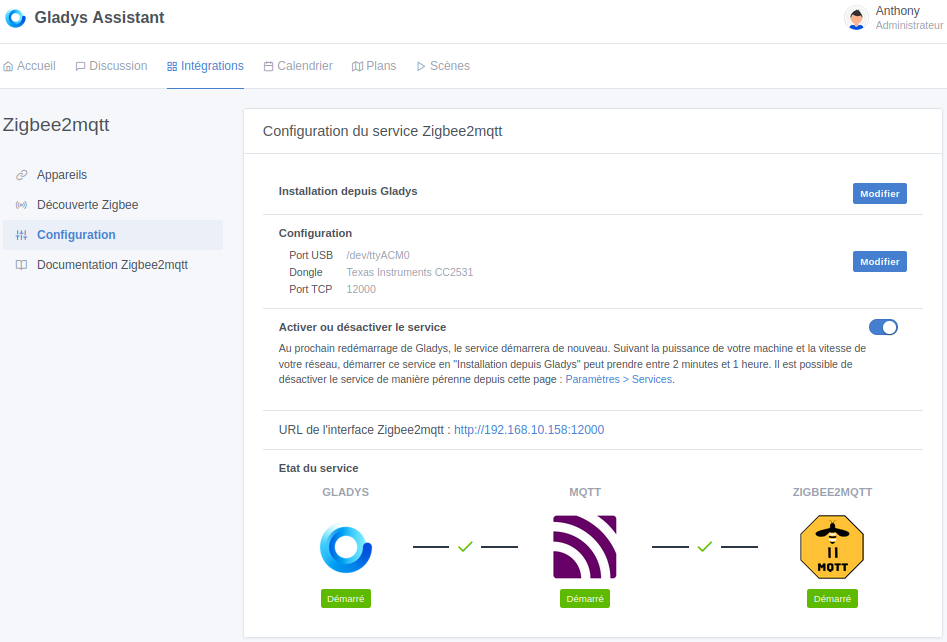 Gladys Assistant
Anthony
Administrateur
Accueil
Discussion
Intégrations
Calendrier
Plans
Scènes
Zigbee2mqtt
Appareils
Découverte Zigbee
Configuration
Documentation Zigbee2mqtt
Configuration du service Zigbee2mqtt
Installation depuis Gladys
Modifier
Configuration
Port USB /dev/ttyACM0
Dongle Texas Instruments CC2531
Port TCP 12000
Modifier
Activer ou désactiver le service
Au prochain redémarrage de Gladys, le service démarrera de nouveau. Suivant la puissance de votre machine et la vitesse de
votre réseau, démarrer ce service en "Installation depuis Gladys" peut prendre entre 2 minutes et 1 heure. Il est possible de
désactiver le service de manière pérenne depuis cette page : Paramètres > Services.
URL de l'interface Zigbee2mqtt : http://192.168.10.158:12000
Etat du service
GLADYS MQTT ZIGBEE2MQTT
MQTT
Démarré Démarré Démarré